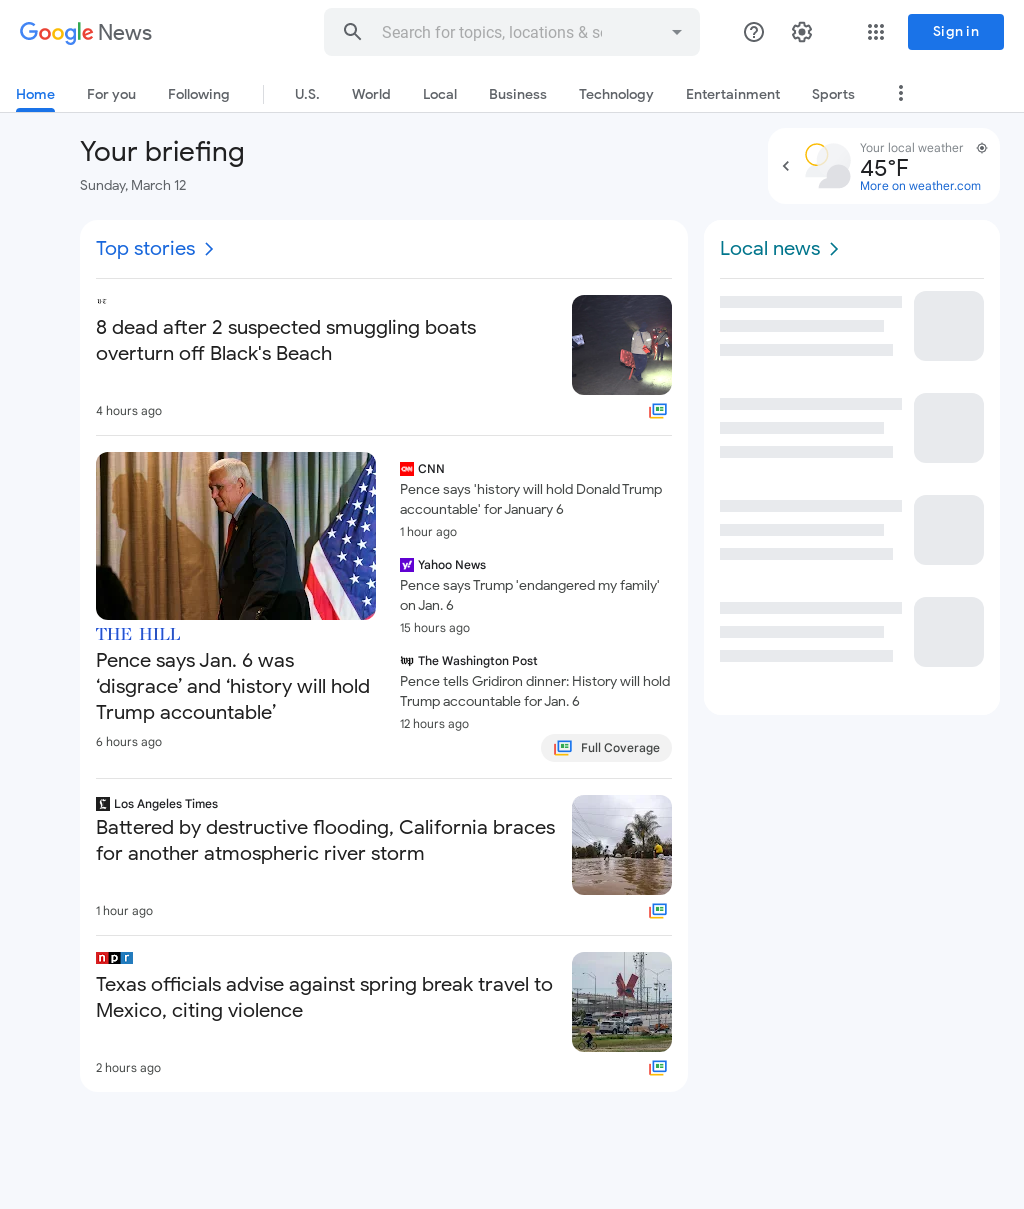 Google News
Search for topics, locations & s
Sign in
Home
For you
Following
U.S.
World
Local
Business
Technology
Entertainment
Sports
Your briefing
Sunday, March 12
Your local weather
45°F
More on weather.com
Top stories
8 dead after 2 suspected smuggling boats
overturn off Black's Beach
4 hours ago
THE HILL
Pence says Jan. 6 was
‘disgrace’ and ‘history will hold
Trump accountable’
6 hours ago
CNN
Pence says 'history will hold Donald Trump
accountable' for January 6
1 hour ago
Yahoo News
Pence says Trump 'endangered my family'
on Jan. 6
15 hours ago
The Washington Post
Pence tells Gridiron dinner: History will hold
Trump accountable for Jan. 6
12 hours ago
Full Coverage
Los Angeles Times
Battered by destructive flooding, California braces
for another atmospheric river storm
1 hour ago
npr
Texas officials advise against spring break travel to
Mexico, citing violence
2 hours ago
Local news